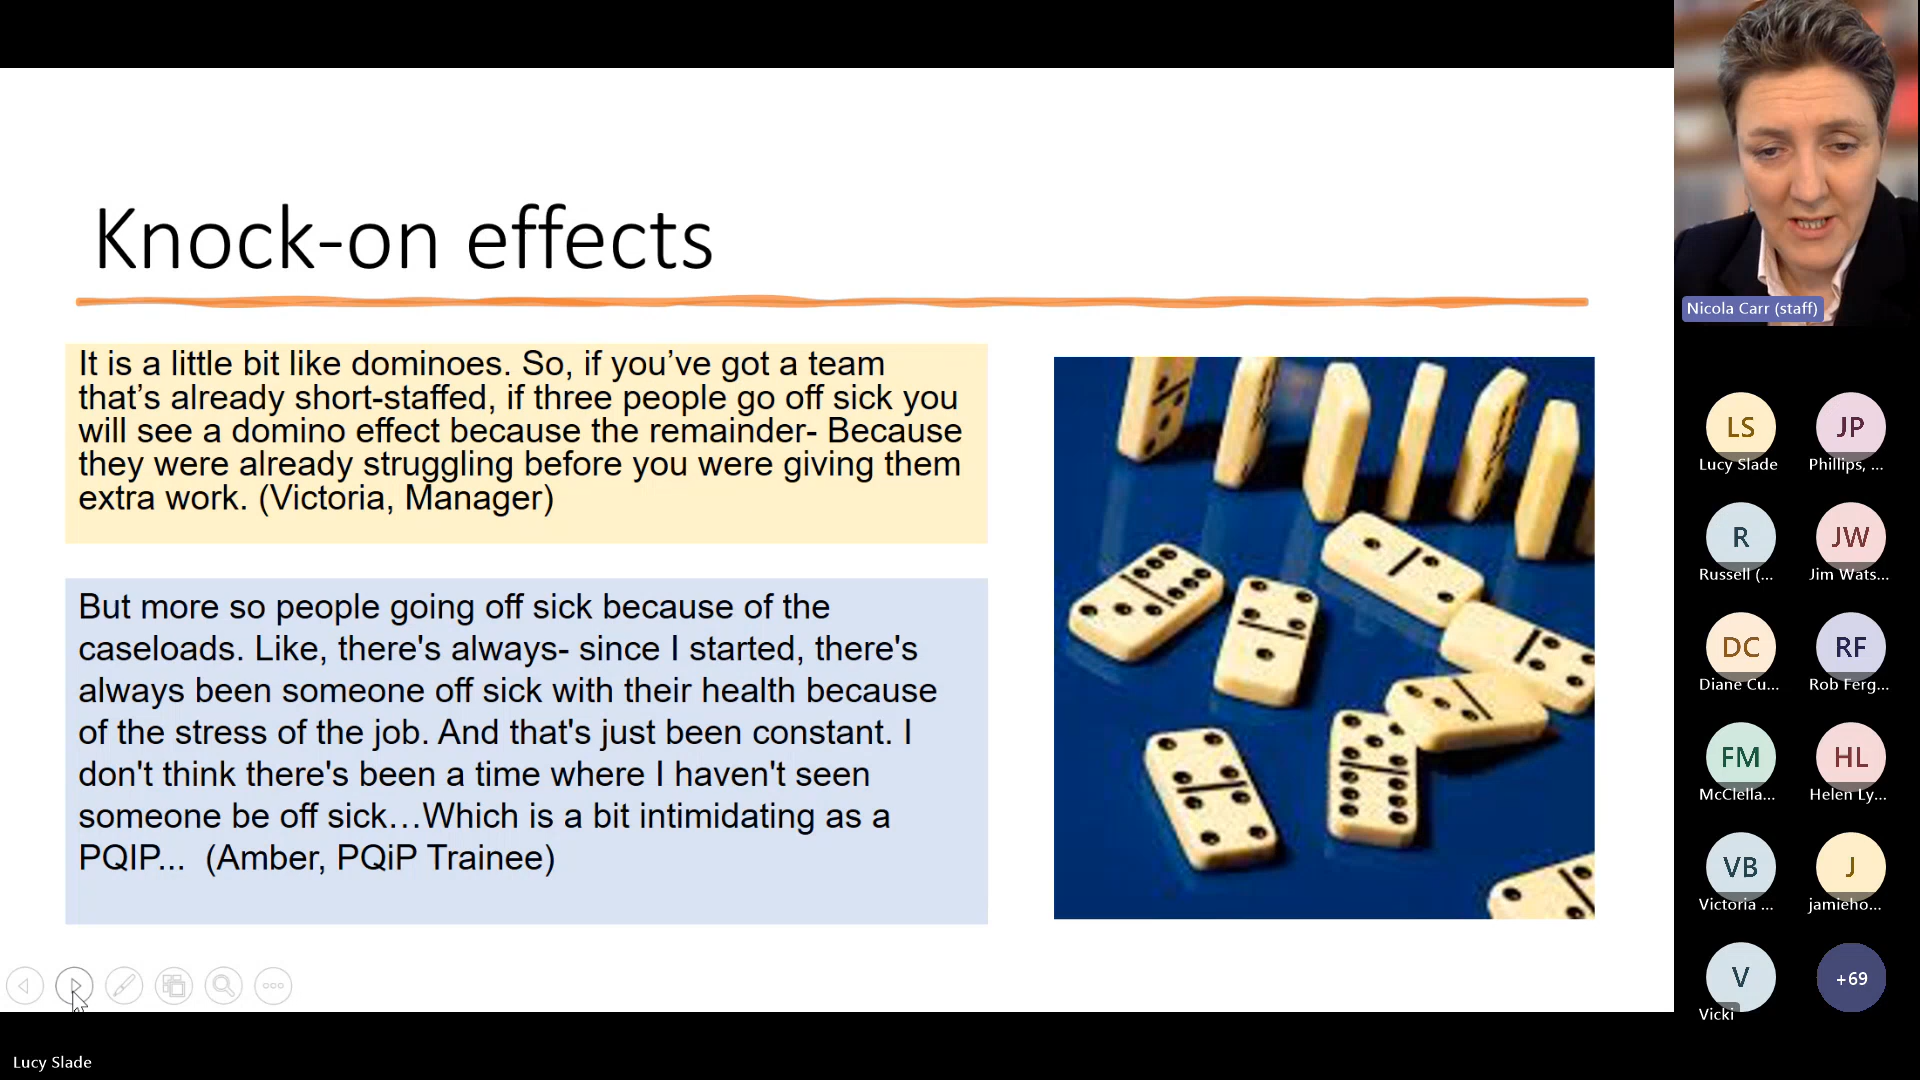 Knock-on effects
It is a little bit like dominoes. So, if you’ve got a team
that’s already short-staffed, if three people go off sick you
will see a domino effect because the remainder- Because
they were already struggling before you were giving them
extra work. (Victoria, Manager)
But more so people going off sick because of the
caseloads. Like, there's always- since I started, there's
always been someone off sick with their health because
of the stress of the job. And that's just been constant. I
don't think there's been a time where I haven't seen
someone be off sick…Which is a bit intimidating as a
PQIP... (Amber, PQiP Trainee)
Nicola Carr (staff)
LS
Lucy Slade
JP
Phillips, ...
R
Russell (...
JW
Jim Wats...
DC
Diane Cu...
RF
Rob Ferg...
FM
McClella...
HL
Helen Ly...
VB
Victoria ...
J
jamieho...
V
Vicki
+69
Lucy Slade